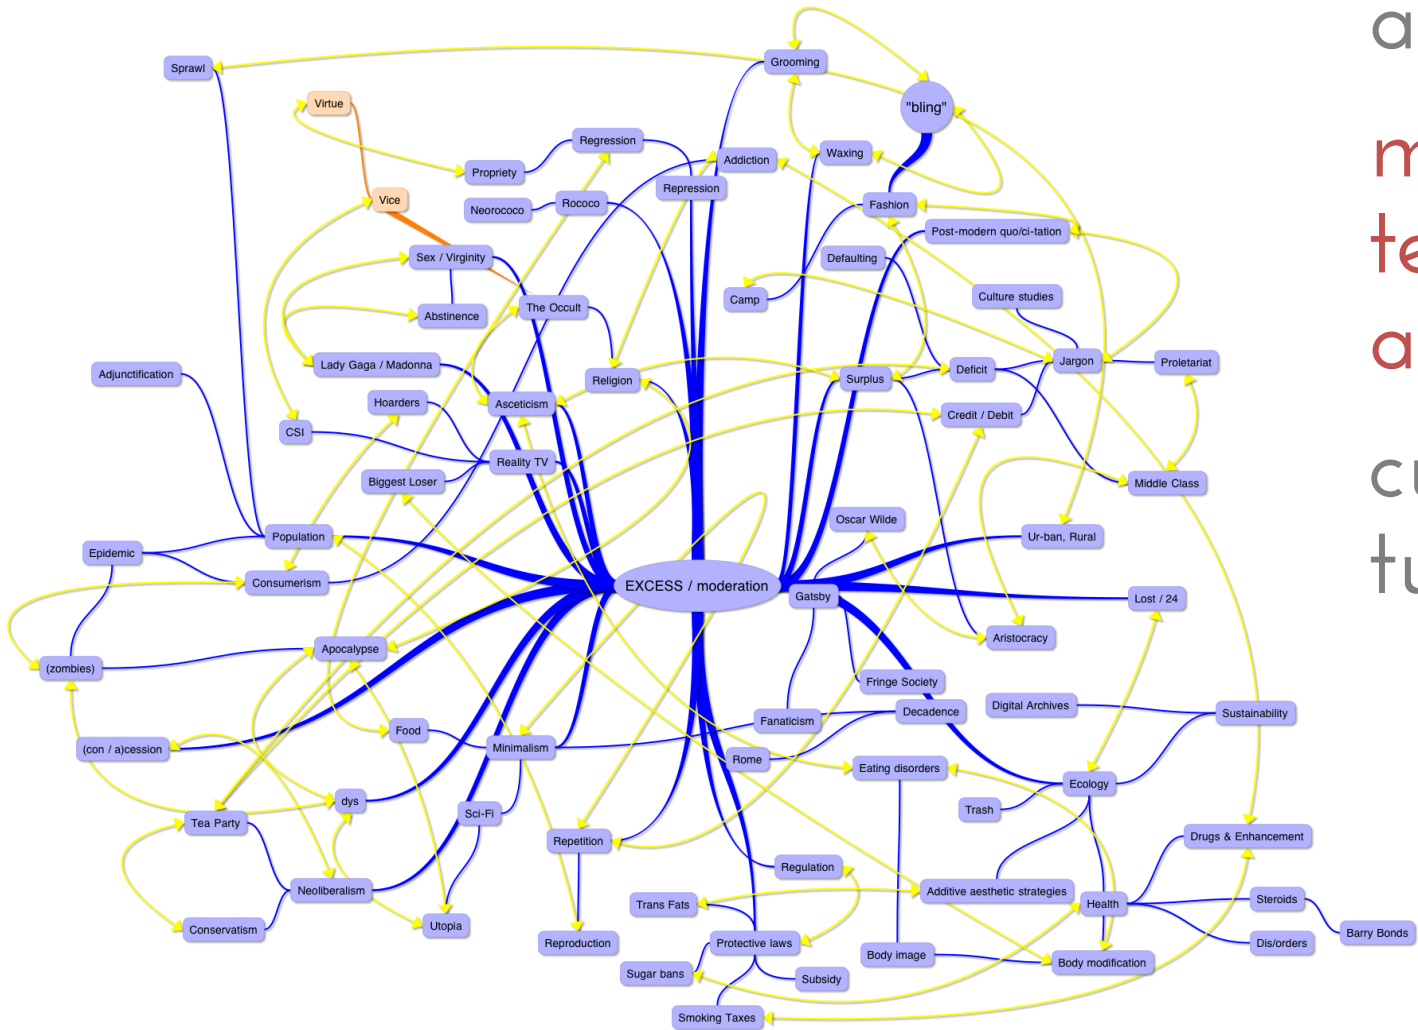 a
Grooming
Sprawl
Virtue
"bling"
m
Regression
Addiction
Waxing
Propriety
Repression
Vice
Neorococo
Rococo
Fashion
Post-modern quo/ci-tation
te
Sex / Virginity
Defaulting
Camp
Culture studies
Abstinence
The Occult
a
Lady Gaga / Madonna
Adjunctification
Religion
Surplus
Deficit
Jargon
Proletariat
Hoarders
Asceticism
Credit / Debit
CSI
Reality TV
Biggest Loser
Middle Class
cu
Oscar Wilde
Population
Ur-ban, Rural
Epidemic
Consumerism
EXCESS / moderation
Gatsby
Lost / 24
tu
Aristocracy
Apocalypse
(zombies)
Fringe Society
Digital Archives
Sustainability
Decadence
Fanaticism
Food
Minimalism
(con / a)cession
Rome
Eating disorders
Ecology
dys
Sci-Fi
Trash
Tea Party
Repetition
Drugs & Enhancement
Regulation
Neoliberalism
Additive aesthetic strategies
Health
Steroids
Trans Fats
Conservatism
Utopia
Reproduction
Protective laws
Body image
Body modification
Dis/orders
Barry Bonds
Sugar bans
Subsidy
Smoking Taxes